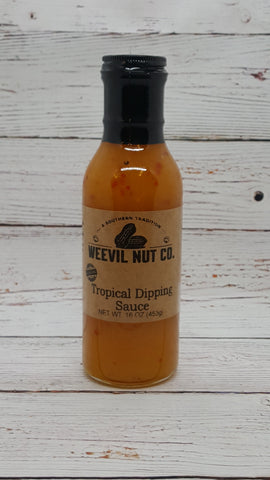 A SOUTHERN TRADITION
WEEVIL NUT CO.
Tropical Dipping
Sauce
NET WT. 16 OZ (453g)